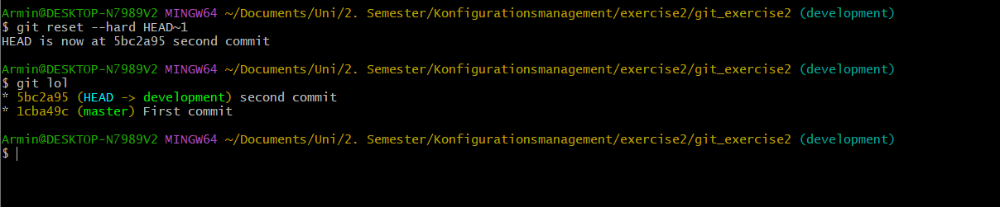 Armin@DESKTOP-N7989V2 MINGW64 ~/Documents/Uni/2. Semester/Konfigurationsmanagement/exercise2/git_exercise2 (development)
$ git reset --hard HEAD~1
HEAD is now at 5bc2a95 second commit
Armin@DESKTOP-N7989V2 MINGW64 ~/Documents/Uni/2. Semester/Konfigurationsmanagement/exercise2/git_exercise2 (development)
$ git lol
* 5bc2a95 (HEAD -> development) second commit
* 1cba49c (master) First commit
Armin@DESKTOP-N7989V2 MINGW64 ~/Documents/Uni/2. Semester/Konfigurationsmanagement/exercise2/git_exercise2 (development)
$